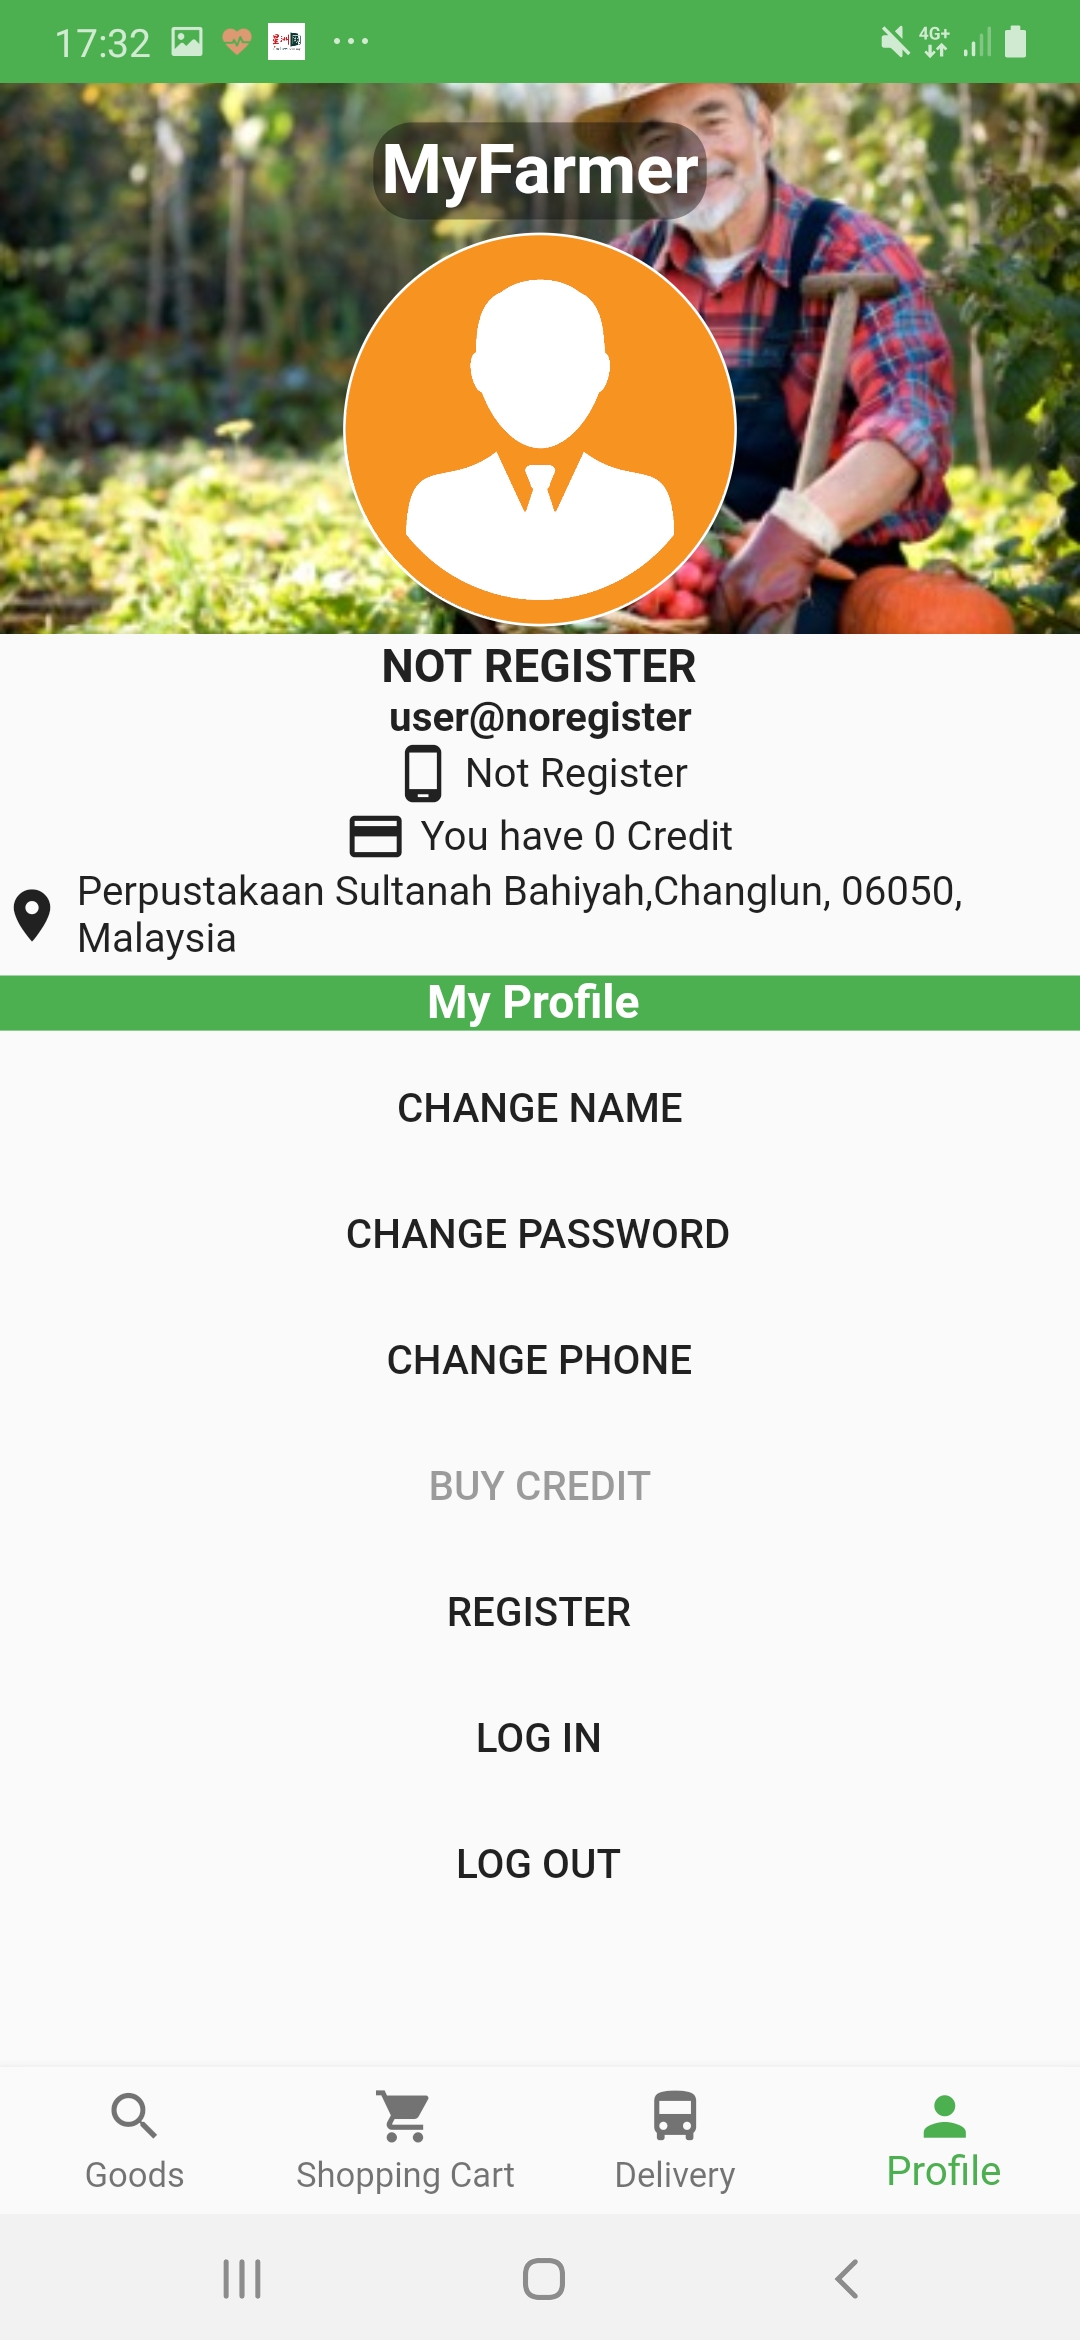 17:32
4G+
MyFarmer
NOT REGISTER
user@noregister
Not Register
You have 0 Credit
Perpustakaan Sultanah Bahiyah,Changlun, 06050,
Malaysia
My Profile
CHANGE NAME
CHANGE PASSWORD
CHANGE PHONE
BUY CREDIT
REGISTER
LOG IN
LOG OUT
Goods
Shopping Cart
Delivery
Profile